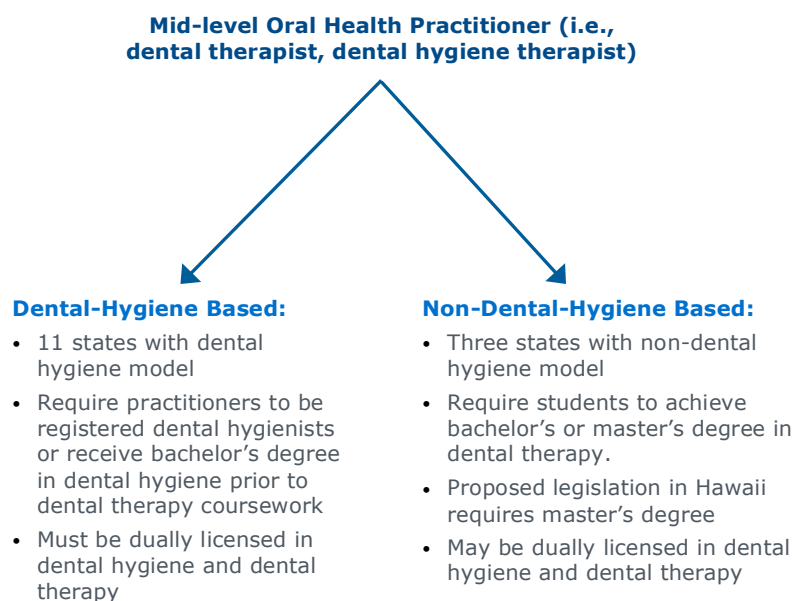 Mid-level Oral Health Practitioner (i.e.,
dental therapist, dental hygiene therapist)
Dental-Hygiene Based:
• 11 states with dental
hygiene model
• Require practitioners to be
registered dental hygienists
or receive bachelor’s degree
in dental hygiene prior to
dental therapy coursework
• Must be dually licensed in
dental hygiene and dental
therapy
Non-Dental-Hygiene Based:
• Three states with non-dental
hygiene model
• Require students to achieve
bachelor’s or master’s degree in
dental therapy.
• Proposed legislation in Hawaii
requires master’s degree
• May be dually licensed in dental
hygiene and dental therapy